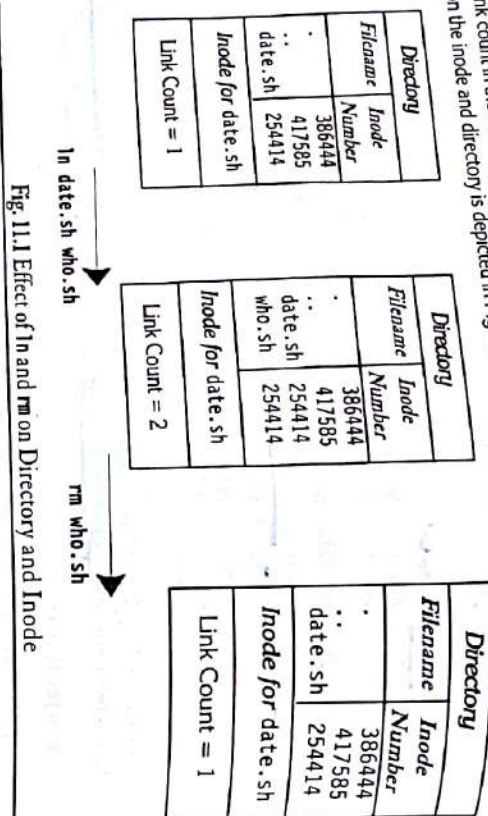 nk count in the
n the inode and directory is depicted in
Directory
Filename Inode Number
. 386444
.. 417585
date.sh 254414
Inode for date.sh
Link Count = 1
ln date.sh who.sh
Directory
Filename Inode Number
. 386444
.. 417585
date.sh 254414
who.sh 254414
Inode for date.sh
Link Count = 2
rm who.sh
Directory
Filename Inode Number
. 386444
.. 417585
date.sh 254414
Inode for date.sh
Link Count = 1
Fig. 11.1 Effect of ln and rm on Directory and Inode